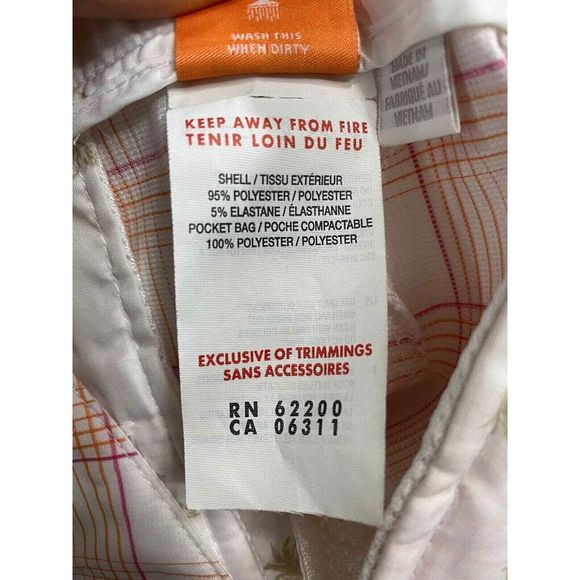 WASH THIS
WHEN DIRTY
MADE IN
VIETNAM/
FABRIQUÉ AU
VIETNAM
KEEP AWAY FROM FIRE
TENIR LOIN DU FEU
SHELL / TISSU EXTÉRIEUR
95% POLYESTER / POLYESTER
5% ELASTANE / ÉLASTHANNE
POCKET BAG / POCHE COMPACTABLE
100% POLYESTER / POLYESTER
EXCLUSIVE OF TRIMMINGS
SANS ACCESSOIRES
RN 62200
CA 06311